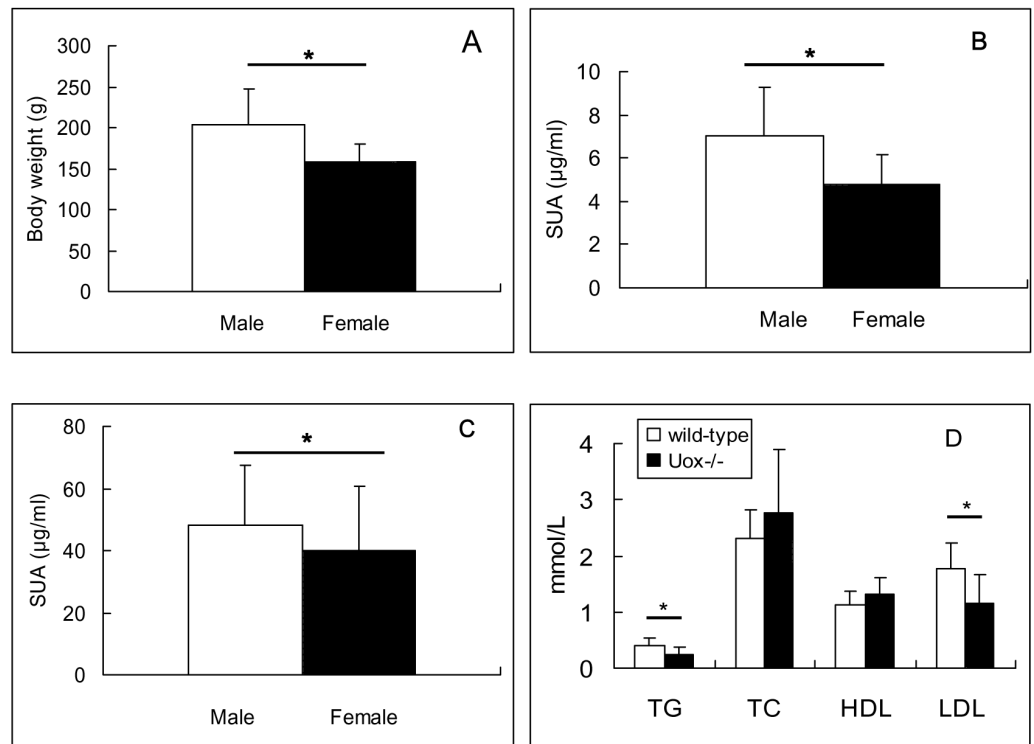 A
*
300
250
200
150
100
50
0
Body weight (g)
Male Female
B
*
10
8
6
4
2
0
SUA (µg/ml)
Male Female
C
*
80
60
40
20
0
SUA (µg/ml)
Male Female
D
wild-type
Uox-/-
4
3
2
1
0
mmol/L
*
*
TG TC HDL LDL